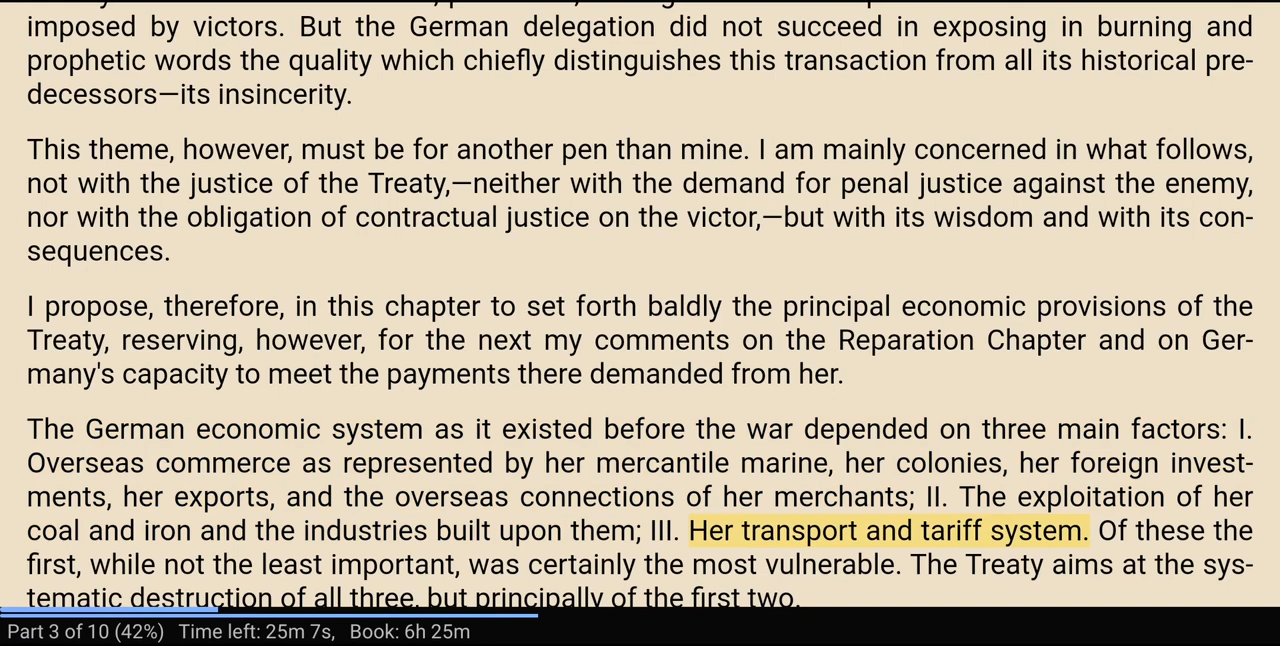 imposed by victors. But the German delegation did not succeed in exposing in burning and
prophetic words the quality which chiefly distinguishes this transaction from all its historical pre-
decessors—its insincerity.
This theme, however, must be for another pen than mine. I am mainly concerned in what follows,
not with the justice of the Treaty,—neither with the demand for penal justice against the enemy,
nor with the obligation of contractual justice on the victor,—but with its wisdom and with its con-
sequences.
I propose, therefore, in this chapter to set forth baldly the principal economic provisions of the
Treaty, reserving, however, for the next my comments on the Reparation Chapter and on Ger-
many's capacity to meet the payments there demanded from her.
The German economic system as it existed before the war depended on three main factors: I.
Overseas commerce as represented by her mercantile marine, her colonies, her foreign invest-
ments, her exports, and the overseas connections of her merchants; II. The exploitation of her
coal and iron and the industries built upon them; III. Her transport and tariff system. Of these the
first, while not the least important, was certainly the most vulnerable. The Treaty aims at the sys-
tematic destruction of all three, but principally of the first two.
Part 3 of 10 (42%) Time left: 25m 7s, Book: 6h 25m